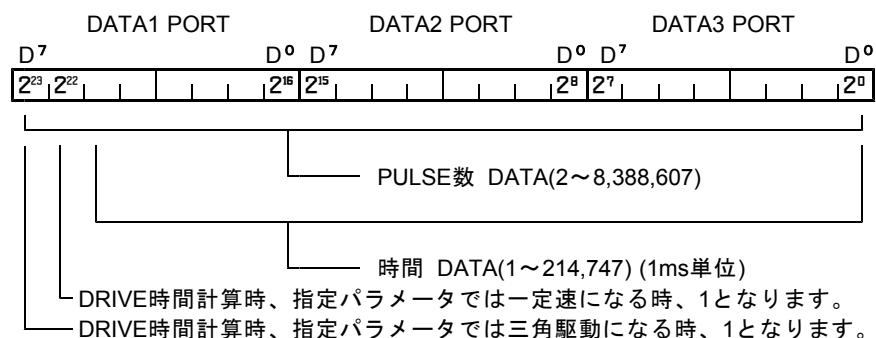 DATA1 PORT DATA2 PORT DATA3 PORT
D⁷ D⁰ D⁷ D⁰ D⁷ D⁰
2²³ 2²² 2¹⁶ 2¹⁵ 2⁸ 2⁷ 2⁰
PULSE数 DATA(2～8,388,607)
時間 DATA(1～214,747) (1ms単位)
DRIVE時間計算時、指定パラメータでは一定速になる時、1となります。
DRIVE時間計算時、指定パラメータでは三角駆動になる時、1となります。